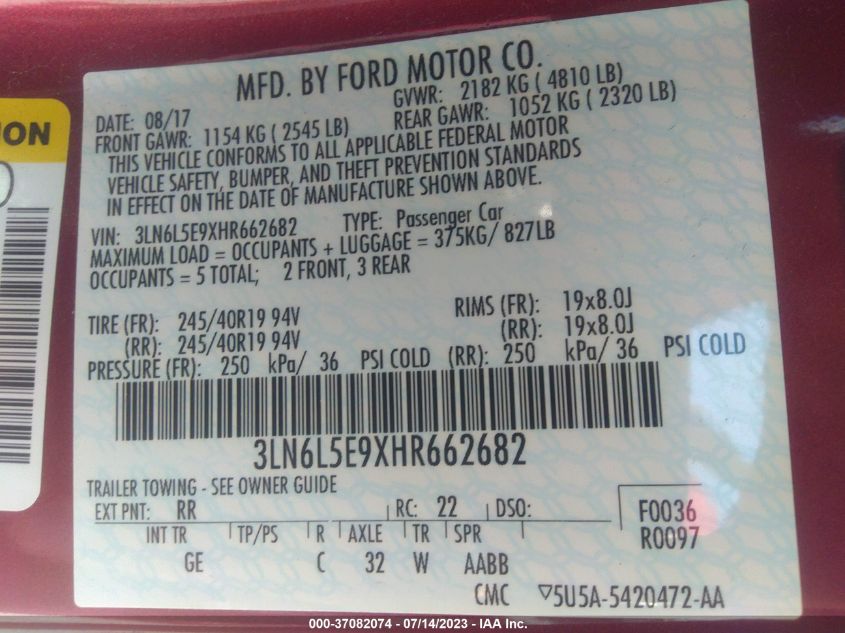 MFD. BY FORD MOTOR CO.
DATE: 08/17 GVWR: 2182 KG ( 4810 LB)
FRONT GAWR: 1154 KG ( 2545 LB) REAR GAWR: 1052 KG ( 2320 LB)
THIS VEHICLE CONFORMS TO ALL APPLICABLE FEDERAL MOTOR
VEHICLE SAFETY, BUMPER, AND THEFT PREVENTION STANDARDS
IN EFFECT ON THE DATE OF MANUFACTURE SHOWN ABOVE.
VIN: 3LN6L5E9XHR662682 TYPE: Passenger Car
MAXIMUM LOAD = OCCUPANTS + LUGGAGE = 375KG/ 827LB
OCCUPANTS = 5 TOTAL; 2 FRONT, 3 REAR
TIRE (FR): 245/40R19 94V RIMS (FR): 19x8.0J
(RR): 245/40R19 94V (RR): 19x8.0J
PRESSURE (FR): 250 kPa/ 36 PSI COLD (RR): 250 kPa/ 36 PSI COLD
3LN6L5E9XHR662682
TRAILER TOWING - SEE OWNER GUIDE
EXT PNT: RR RC: 22 DSO: F0036
INT TR TP/PS R AXLE TR SPR R0097
GE C 32 W AABB
CMC ▽5U5A-5420472-AA
000-37082074 - 07/14/2023 - IAA Inc.